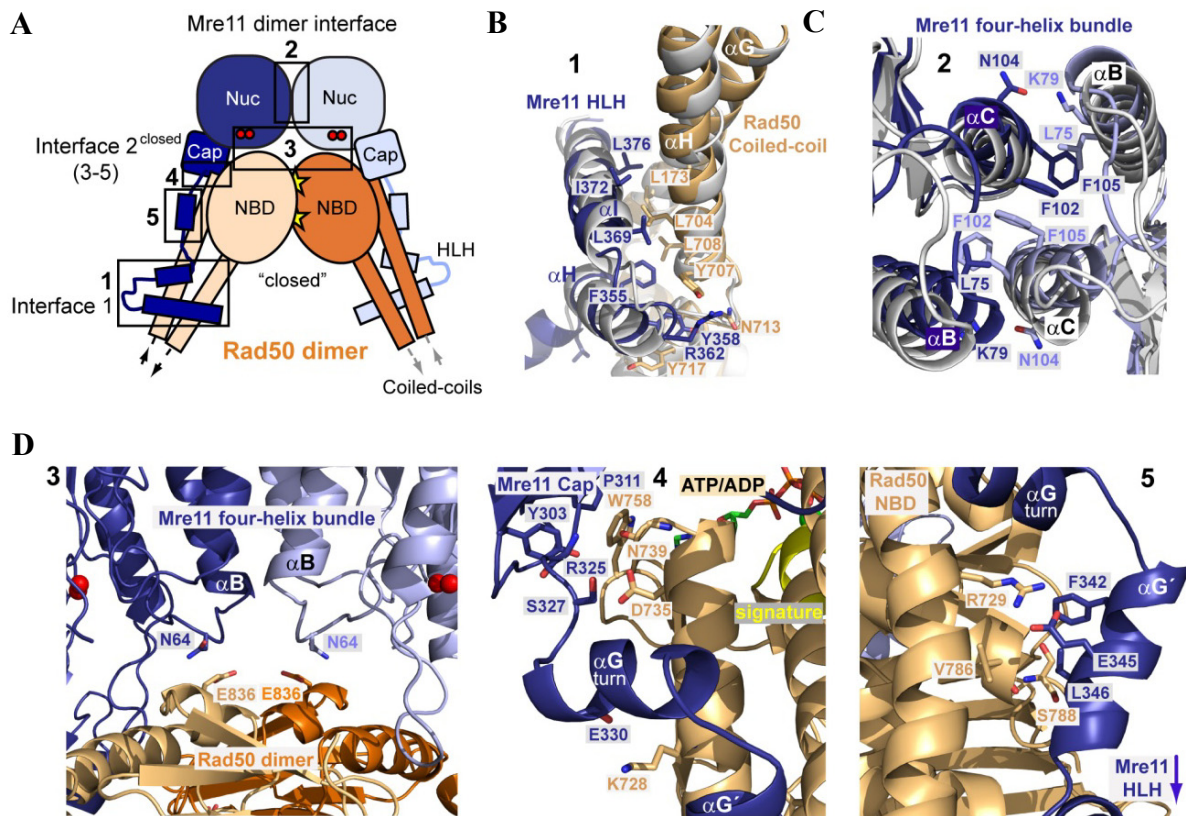 A
Mre11 dimer interface
2
Nuc
Nuc
Interface 2closed
(3-5)
Cap
3
Cap
4
NBD
NBD
5
HLH
1
"closed"
Interface 1
Rad50 dimer
Coiled-coils
B
1
αG
Mre11 HLH
Rad50
Coiled-coil
αH
L376
L173
I372
αI
L704
L369
L708
αH
Y707
F355
N713
Y358
R362
Y717
C
Mre11 four-helix bundle
2
N104
K79
αB
αC
L75
F105
F102
F102
F105
L75
αB
αC
K79
N104
D
3
Mre11 four-helix bundle
αB
αB
N64
N64
E836
E836
Rad50 dimer
4
Mre11 Cap
P311
W758
ATP/ADP
Y303
N739
R325
S327
D735
signature
αG
turn
E330
K728
αG´
Rad50
NBD
5
αG
turn
αG´
F342
R729
E345
V786
L346
S788
Mre11
HLH